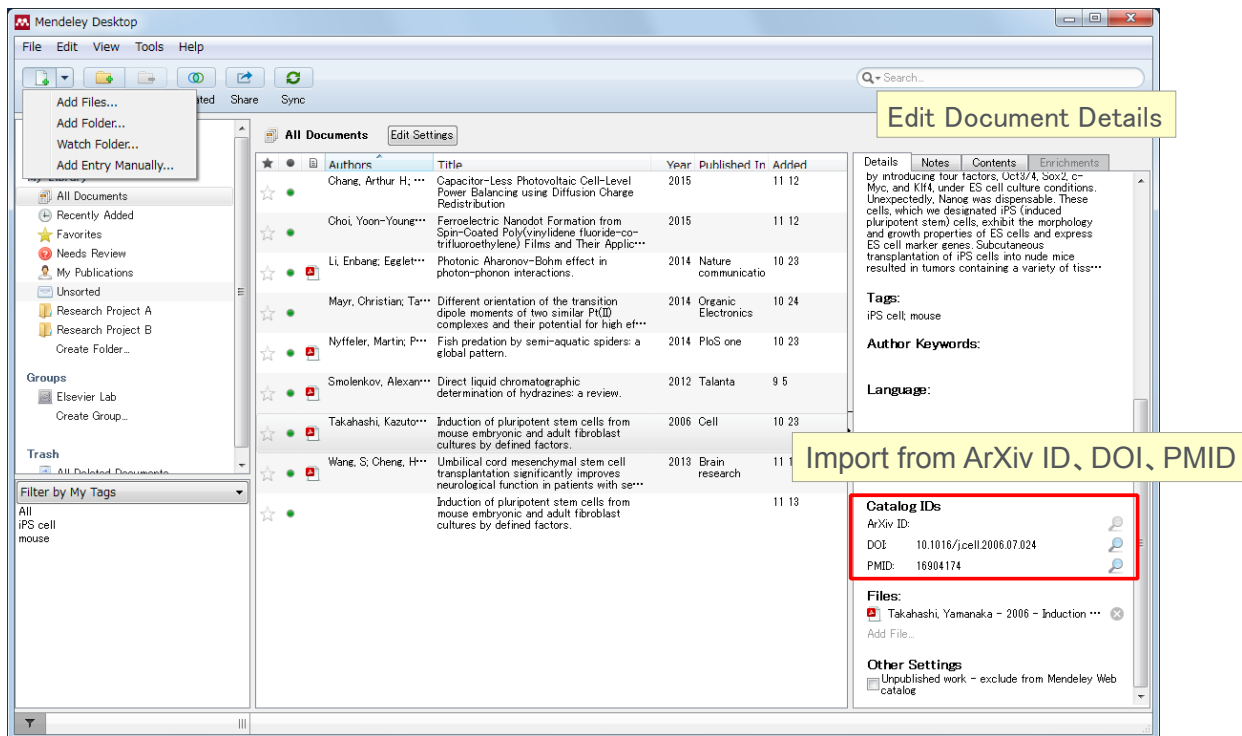 Mendeley Desktop
File Edit View Tools Help
Share Sync
Search...
Add Files...
Add Folder...
Watch Folder...
Add Entry Manually...
Edit Document Details
All Documents Edit Settings
All Documents
Recently Added
Favorites
Needs Review
My Publications
Unsorted
Research Project A
Research Project B
Create Folder...
Groups
Elsevier Lab
Create Group...
Trash
All Deleted Documents
Filter by My Tags
All
iPS cell
mouse
Authors Title Year Published In Added
Chang, Arthur H; ··· Capacitor-Less Photovoltaic Cell-Level 2015 11 12
Power Balancing using Diffusion Charge
Redistribution
Choi, Yoon-Young··· Ferroelectric Nanodot Formation from 2015 11 12
Spin-Coated Poly(vinylidene fluoride-co-
trifluoroethylene) Films and Their Applic···
Li, Enbang; Egglet··· Photonic Aharonov-Bohm effect in 2014 Nature 10 23
photon-phonon interactions. communicatio
Mayr, Christian; Ta··· Different orientation of the transition 2014 Organic 10 24
dipole moments of two similar Pt(II) Electronics
complexes and their potential for high ef···
Nyffeler, Martin; P··· Fish predation by semi-aquatic spiders: a 2014 PloS one 10 23
global pattern.
Smolenkov, Alexan··· Direct liquid chromatographic 2012 Talanta 9 5
determination of hydrazines: a review.
Takahashi, Kazuto··· Induction of pluripotent stem cells from 2006 Cell 10 23
mouse embryonic and adult fibroblast
cultures by defined factors.
Wang, S; Cheng, H··· Umbilical cord mesenchymal stem cell 2013 Brain 11 1
transplantation significantly improves research
neurological function in patients with se···
Induction of pluripotent stem cells from 11 13
mouse embryonic and adult fibroblast
cultures by defined factors.
Details Notes Contents Enrichments
by introducing four factors, Oct3/4, Sox2, c-
Myc, and Klf4, under ES cell culture conditions.
Unexpectedly, Nanog was dispensable. These
cells, which we designated iPS (induced
pluripotent stem) cells, exhibit the morphology
and growth properties of ES cells and express
ES cell marker genes. Subcutaneous
transplantation of iPS cells into nude mice
resulted in tumors containing a variety of tiss···
Tags:
iPS cell; mouse
Author Keywords:
Language:
Import from ArXiv ID、DOI、PMID
Catalog IDs
ArXiv ID:
DOI: 10.1016/j.cell.2006.07.024
PMID: 16904174
Files:
Takahashi, Yamanaka - 2006 - Induction ···
Add File...
Other Settings
Unpublished work - exclude from Mendeley Web
catalog